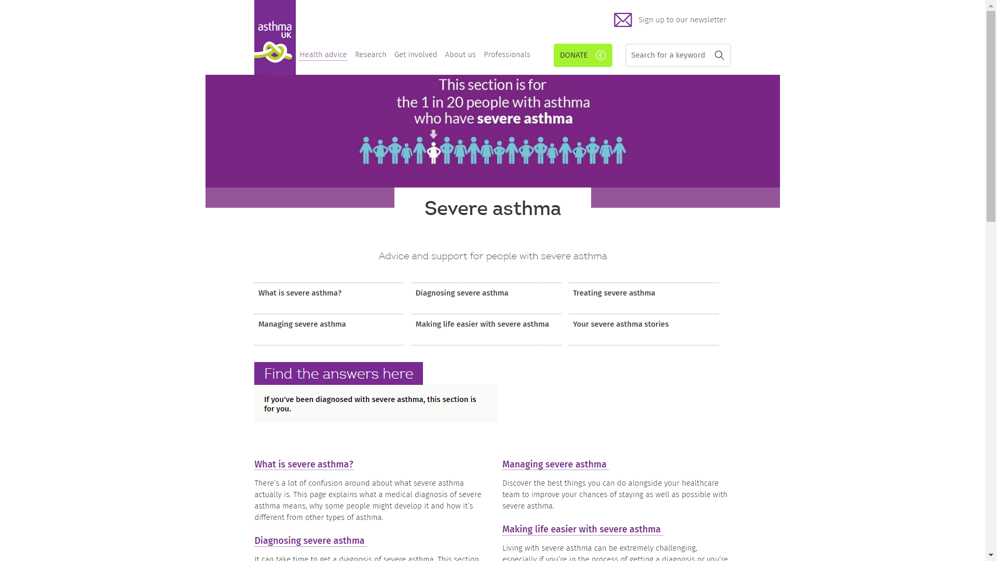 asthma
UK
Sign up to our newsletter
Health advice
Research
Get involved
About us
Professionals
DONATE £
Search for a keyword
This section is for
the 1 in 20 people with asthma
who have severe asthma
Severe asthma
Advice and support for people with severe asthma
What is severe asthma?
Diagnosing severe asthma
Treating severe asthma
Managing severe asthma
Making life easier with severe asthma
Your severe asthma stories
Find the answers here
If you've been diagnosed with severe asthma, this section is
for you.
What is severe asthma?
There’s a lot of confusion around about what severe asthma
actually is. This page explains what a medical diagnosis of severe
asthma means, why some people might develop it and how it’s
different from other types of asthma.
Diagnosing severe asthma
It can take time to get a diagnosis of severe asthma. This section
Managing severe asthma
Discover the best things you can do alongside your healthcare
team to improve your chances of staying as well as possible with
severe asthma.
Making life easier with severe asthma
Living with severe asthma can be extremely challenging,
especially if you’re in the process of getting a diagnosis or you’re